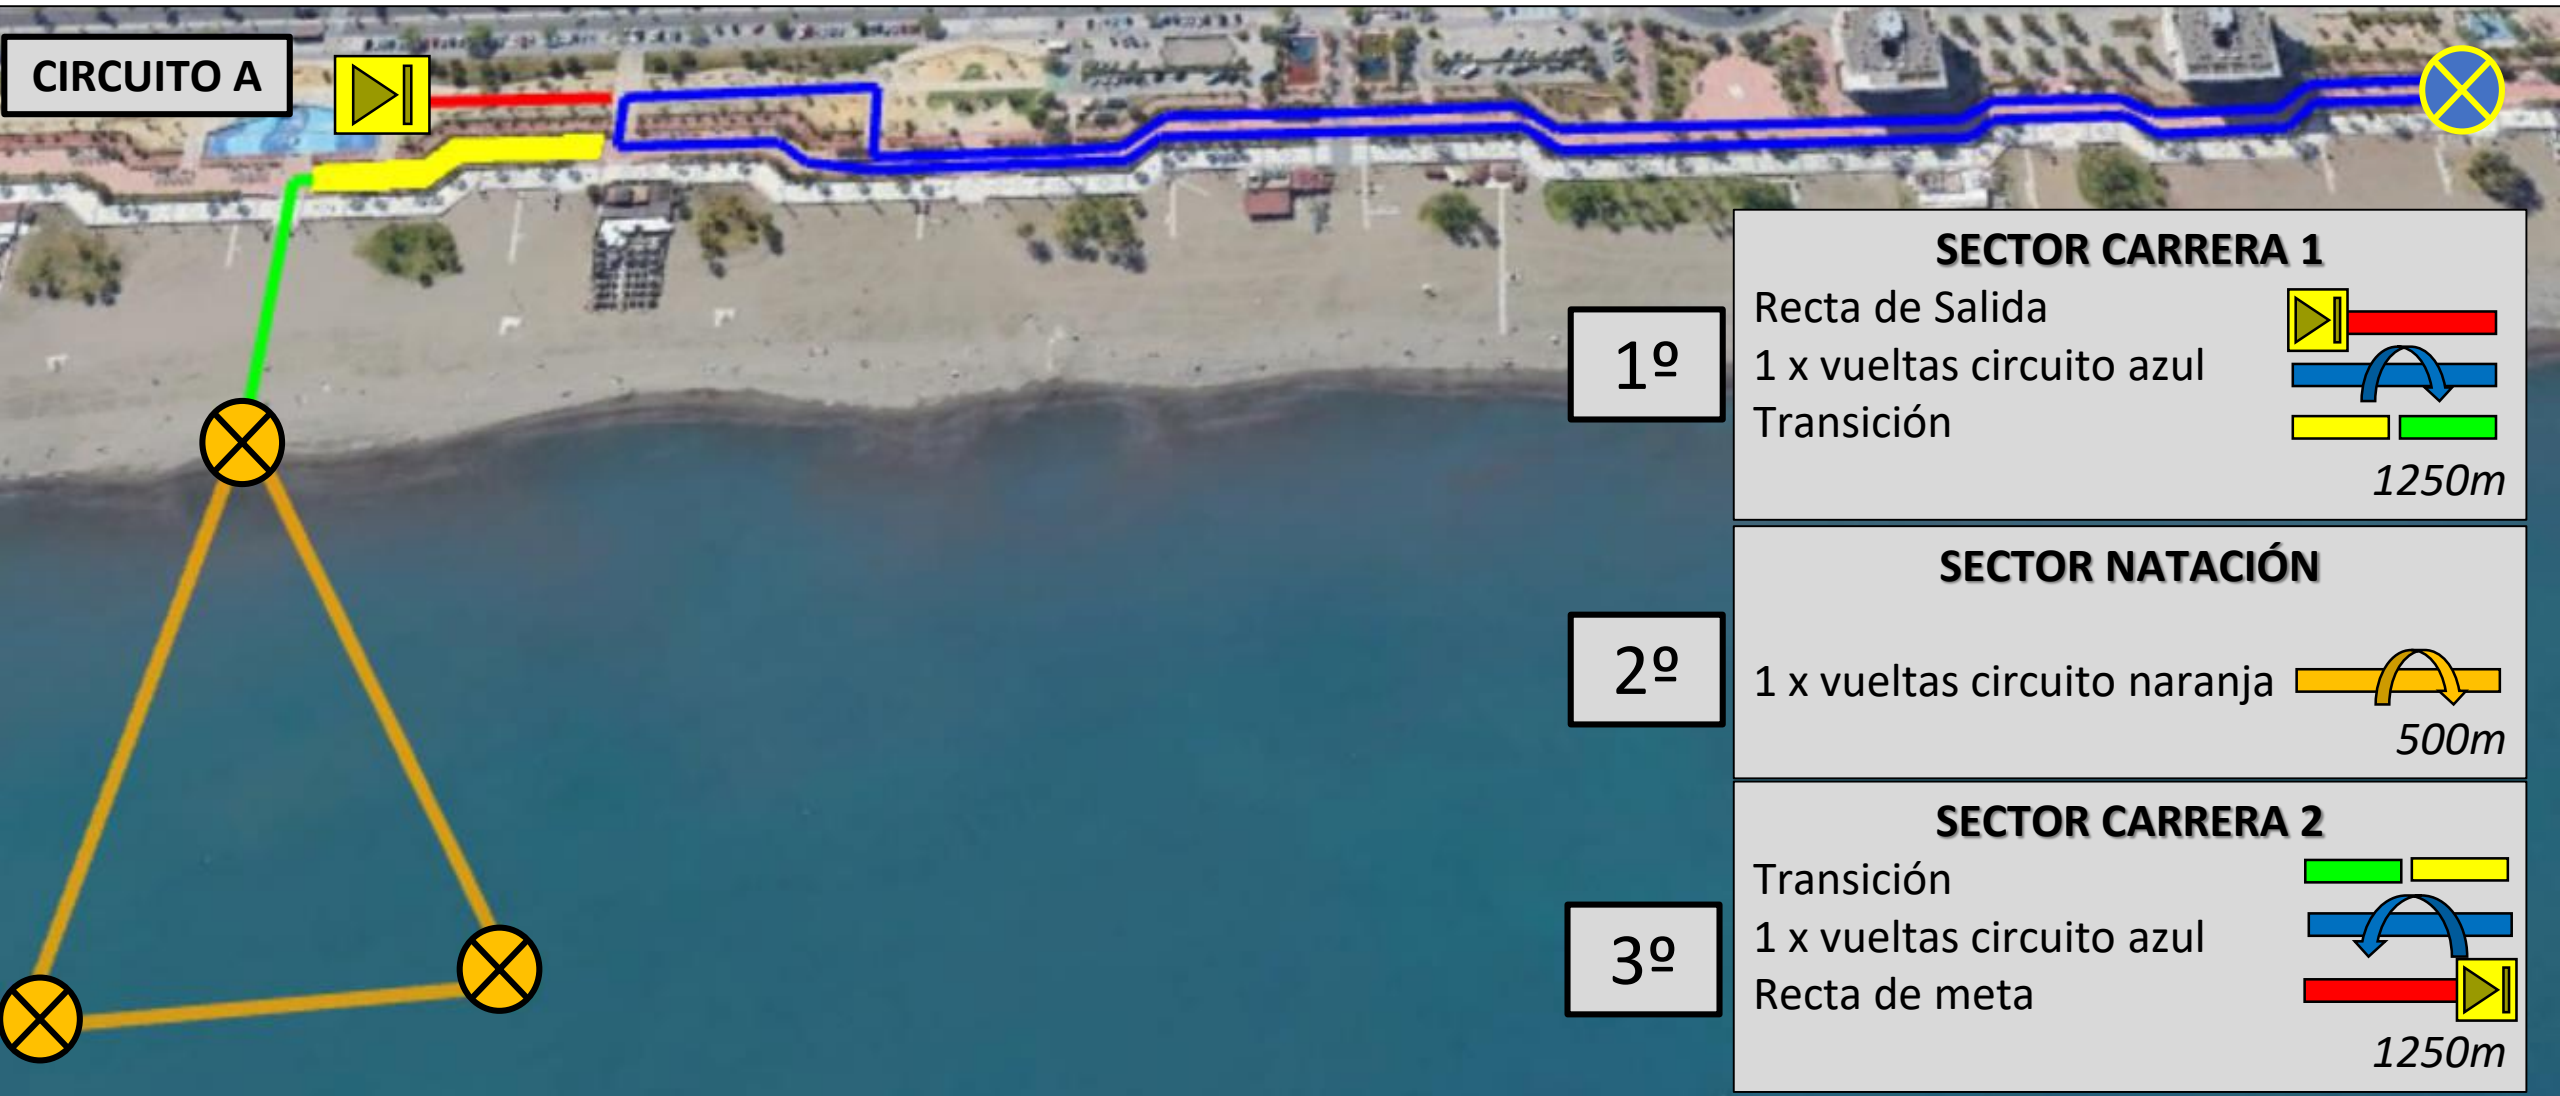 CIRCUITO A
1º
SECTOR CARRERA 1
Recta de Salida
1 x vueltas circuito azul
Transición
1250m
2º
SECTOR NATACIÓN
1 x vueltas circuito naranja
500m
3º
SECTOR CARRERA 2
Transición
1 x vueltas circuito azul
Recta de meta
1250m